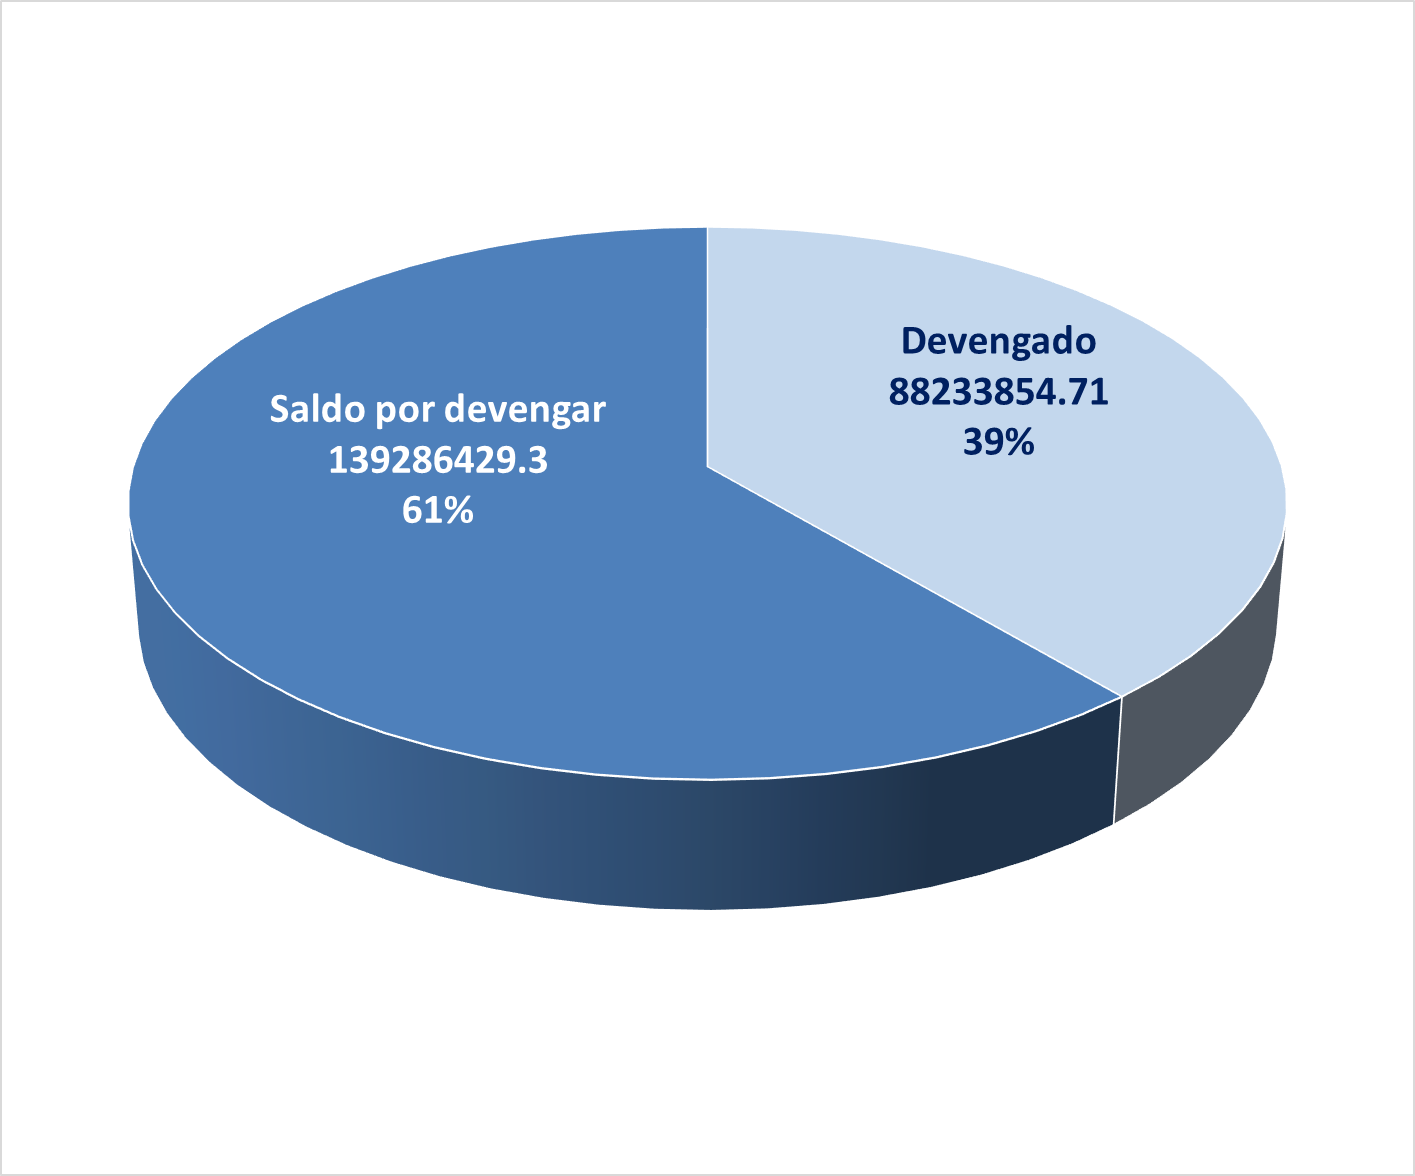 Saldo por devengar
139286429.3
61%
Devengado
88233854.71
39%